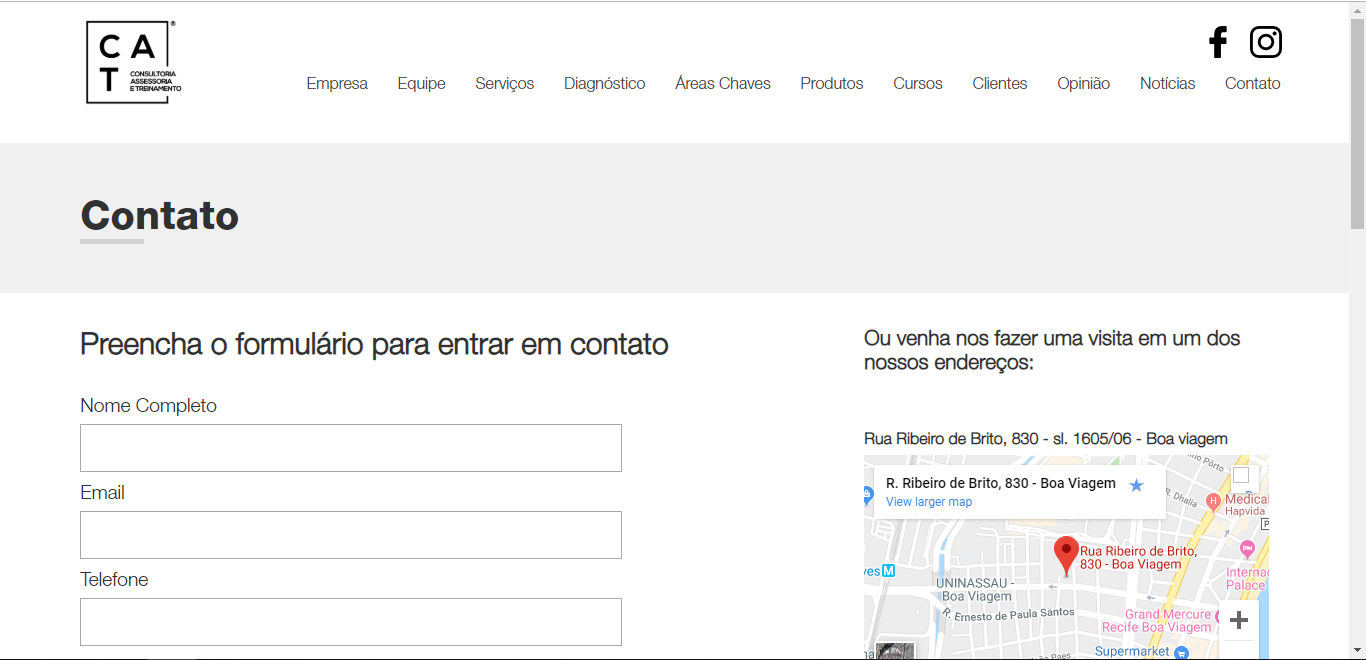 C A
T
CONSULTORIA
ASSESSORIA
E TREINAMENTO
®
Empresa Equipe Serviços Diagnóstico Áreas Chaves Produtos Cursos Clientes Opinião Notícias Contato
Contato
Preencha o formulário para entrar em contato
Nome Completo
Email
Telefone
Ou venha nos fazer uma visita em um dos
nossos endereços:
Rua Ribeiro de Brito, 830 - sl. 1605/06 - Boa viagem
R. Ribeiro de Brito, 830 - Boa Viagem
View larger map
Pôrto
R. Dhalia
H
Medical
Hapvida
P
Rua Ribeiro de Brito,
830 - Boa Viagem
M
UNINASSAU -
Boa Viagem
R. Ernesto de Paula Santos
Palace
Grand Mercure
Recife Boa Viagem
+
Supermarket
Paes